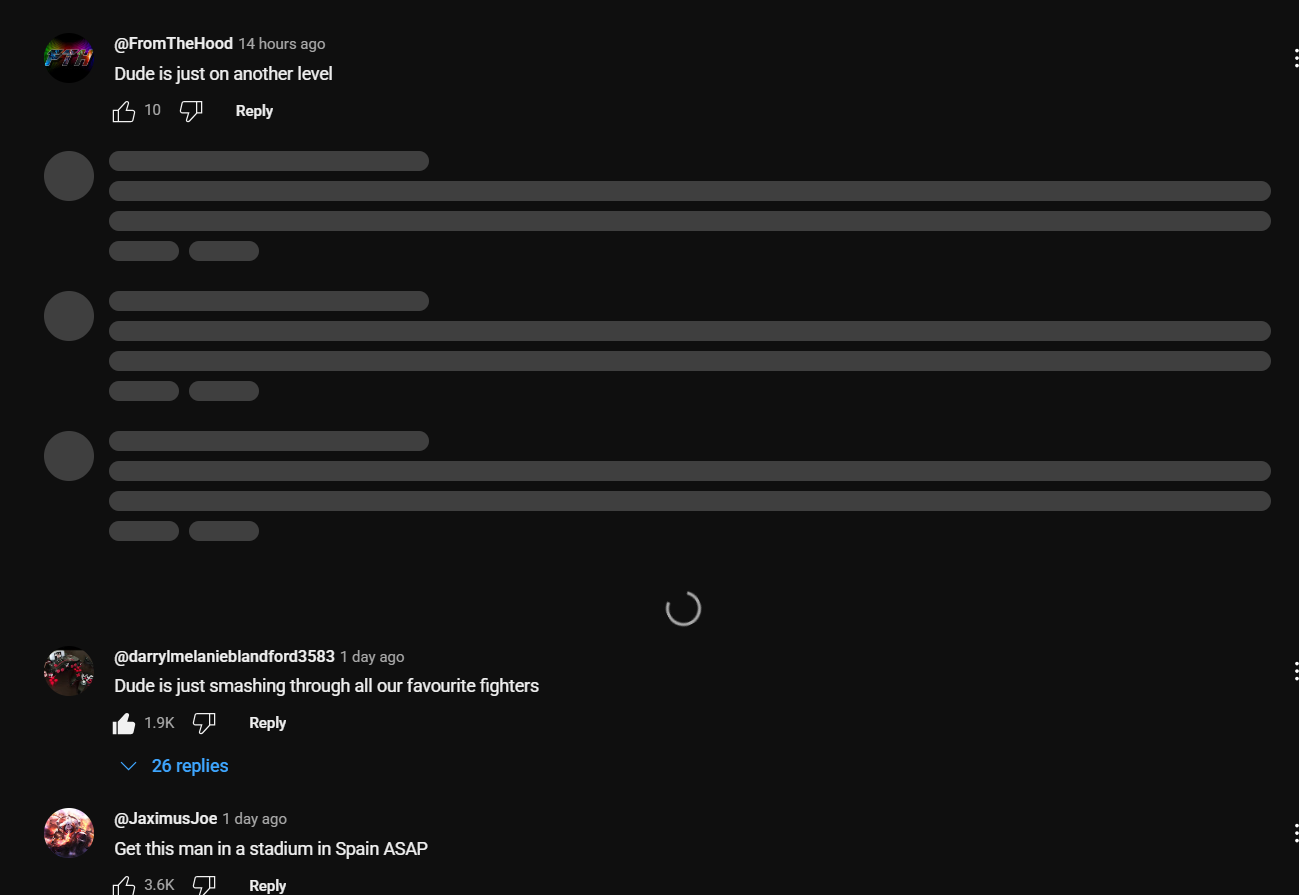 FTH
@FromTheHood 14 hours ago
Dude is just on another level
10 Reply
@darrylmelanieblandford3583 1 day ago
Dude is just smashing through all our favourite fighters
1.9K Reply
26 replies
@JaximusJoe 1 day ago
Get this man in a stadium in Spain ASAP
3.6K Reply